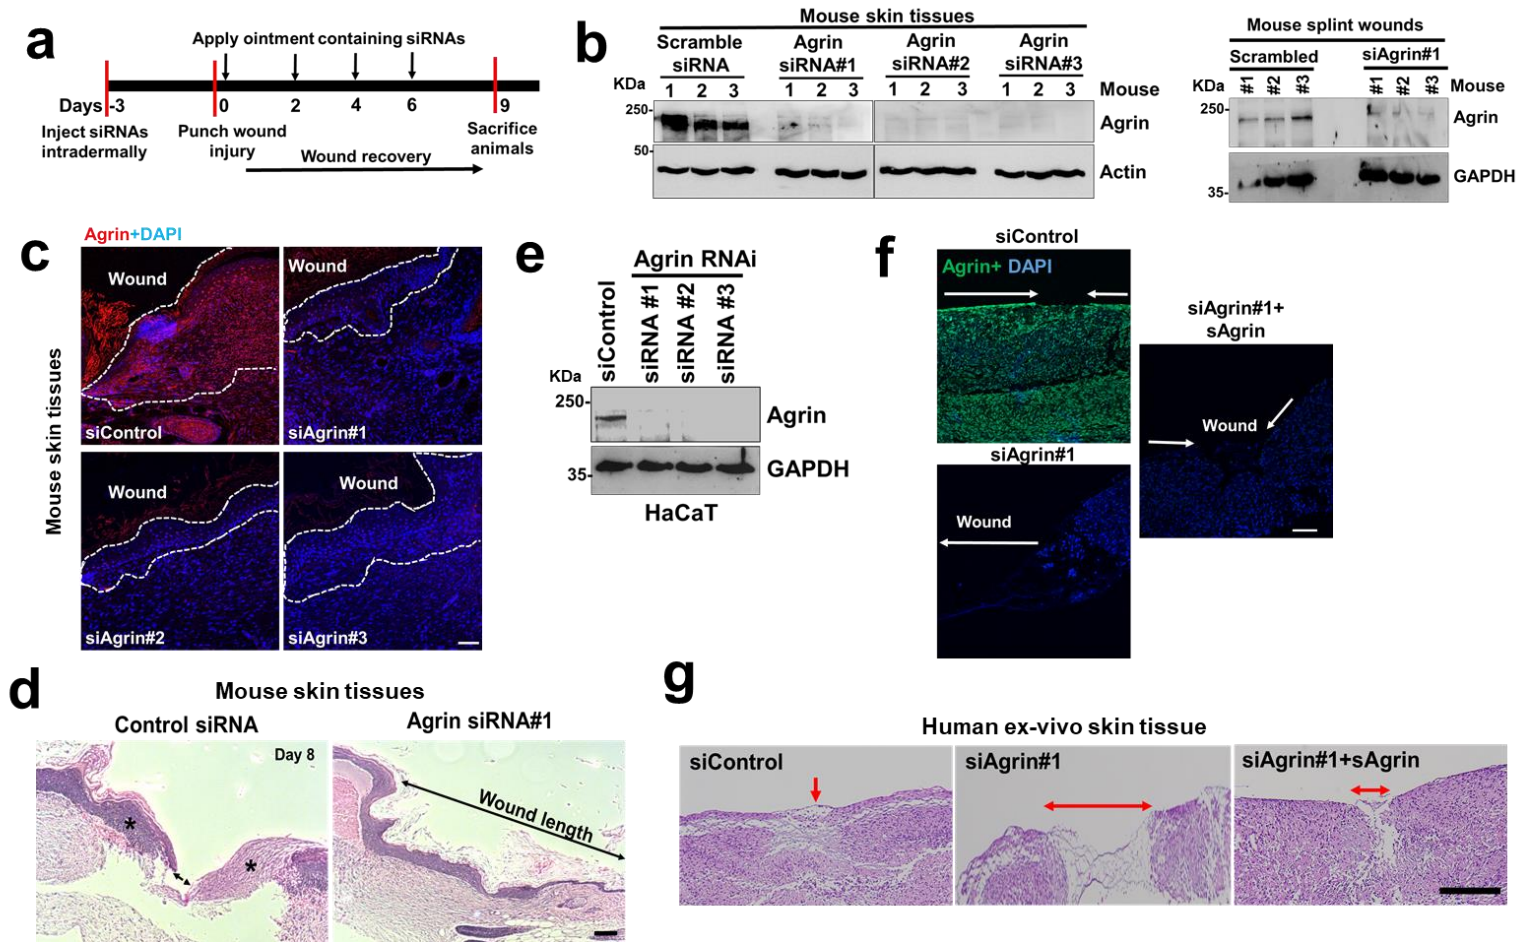 a
Apply ointment containing siRNAs
Days -3 0 2 4 6 9
Inject siRNAs
intradermally
Punch wound
injury
Wound recovery
Sacrifice
animals
b
Mouse skin tissues
Scramble
siRNA
Agrin
siRNA#1
Agrin
siRNA#2
Agrin
siRNA#3
KDa 1 2 3 1 2 3 1 2 3 1 2 3 Mouse
250-
Agrin
50-
Actin
Mouse splint wounds
Scrambled siAgrin#1
KDa #1 #2 #3 #1 #2 #3 Mouse
250-
Agrin
GAPDH
35-
c
Agrin+DAPI
Mouse skin tissues
Wound
siControl
Wound
siAgrin#1
Wound
siAgrin#2
Wound
siAgrin#3
d
Mouse skin tissues
Control siRNA
Agrin siRNA#1
Day 8
*
*
Wound length
e
Agrin RNAi
siControl
siRNA #1
siRNA #2
siRNA #3
KDa
250-
Agrin
GAPDH
35-
HaCaT
f
siControl
Agrin+ DAPI
siAgrin#1
Wound
siAgrin#1+
sAgrin
Wound
g
Human ex-vivo skin tissue
siControl
siAgrin#1
siAgrin#1+sAgrin